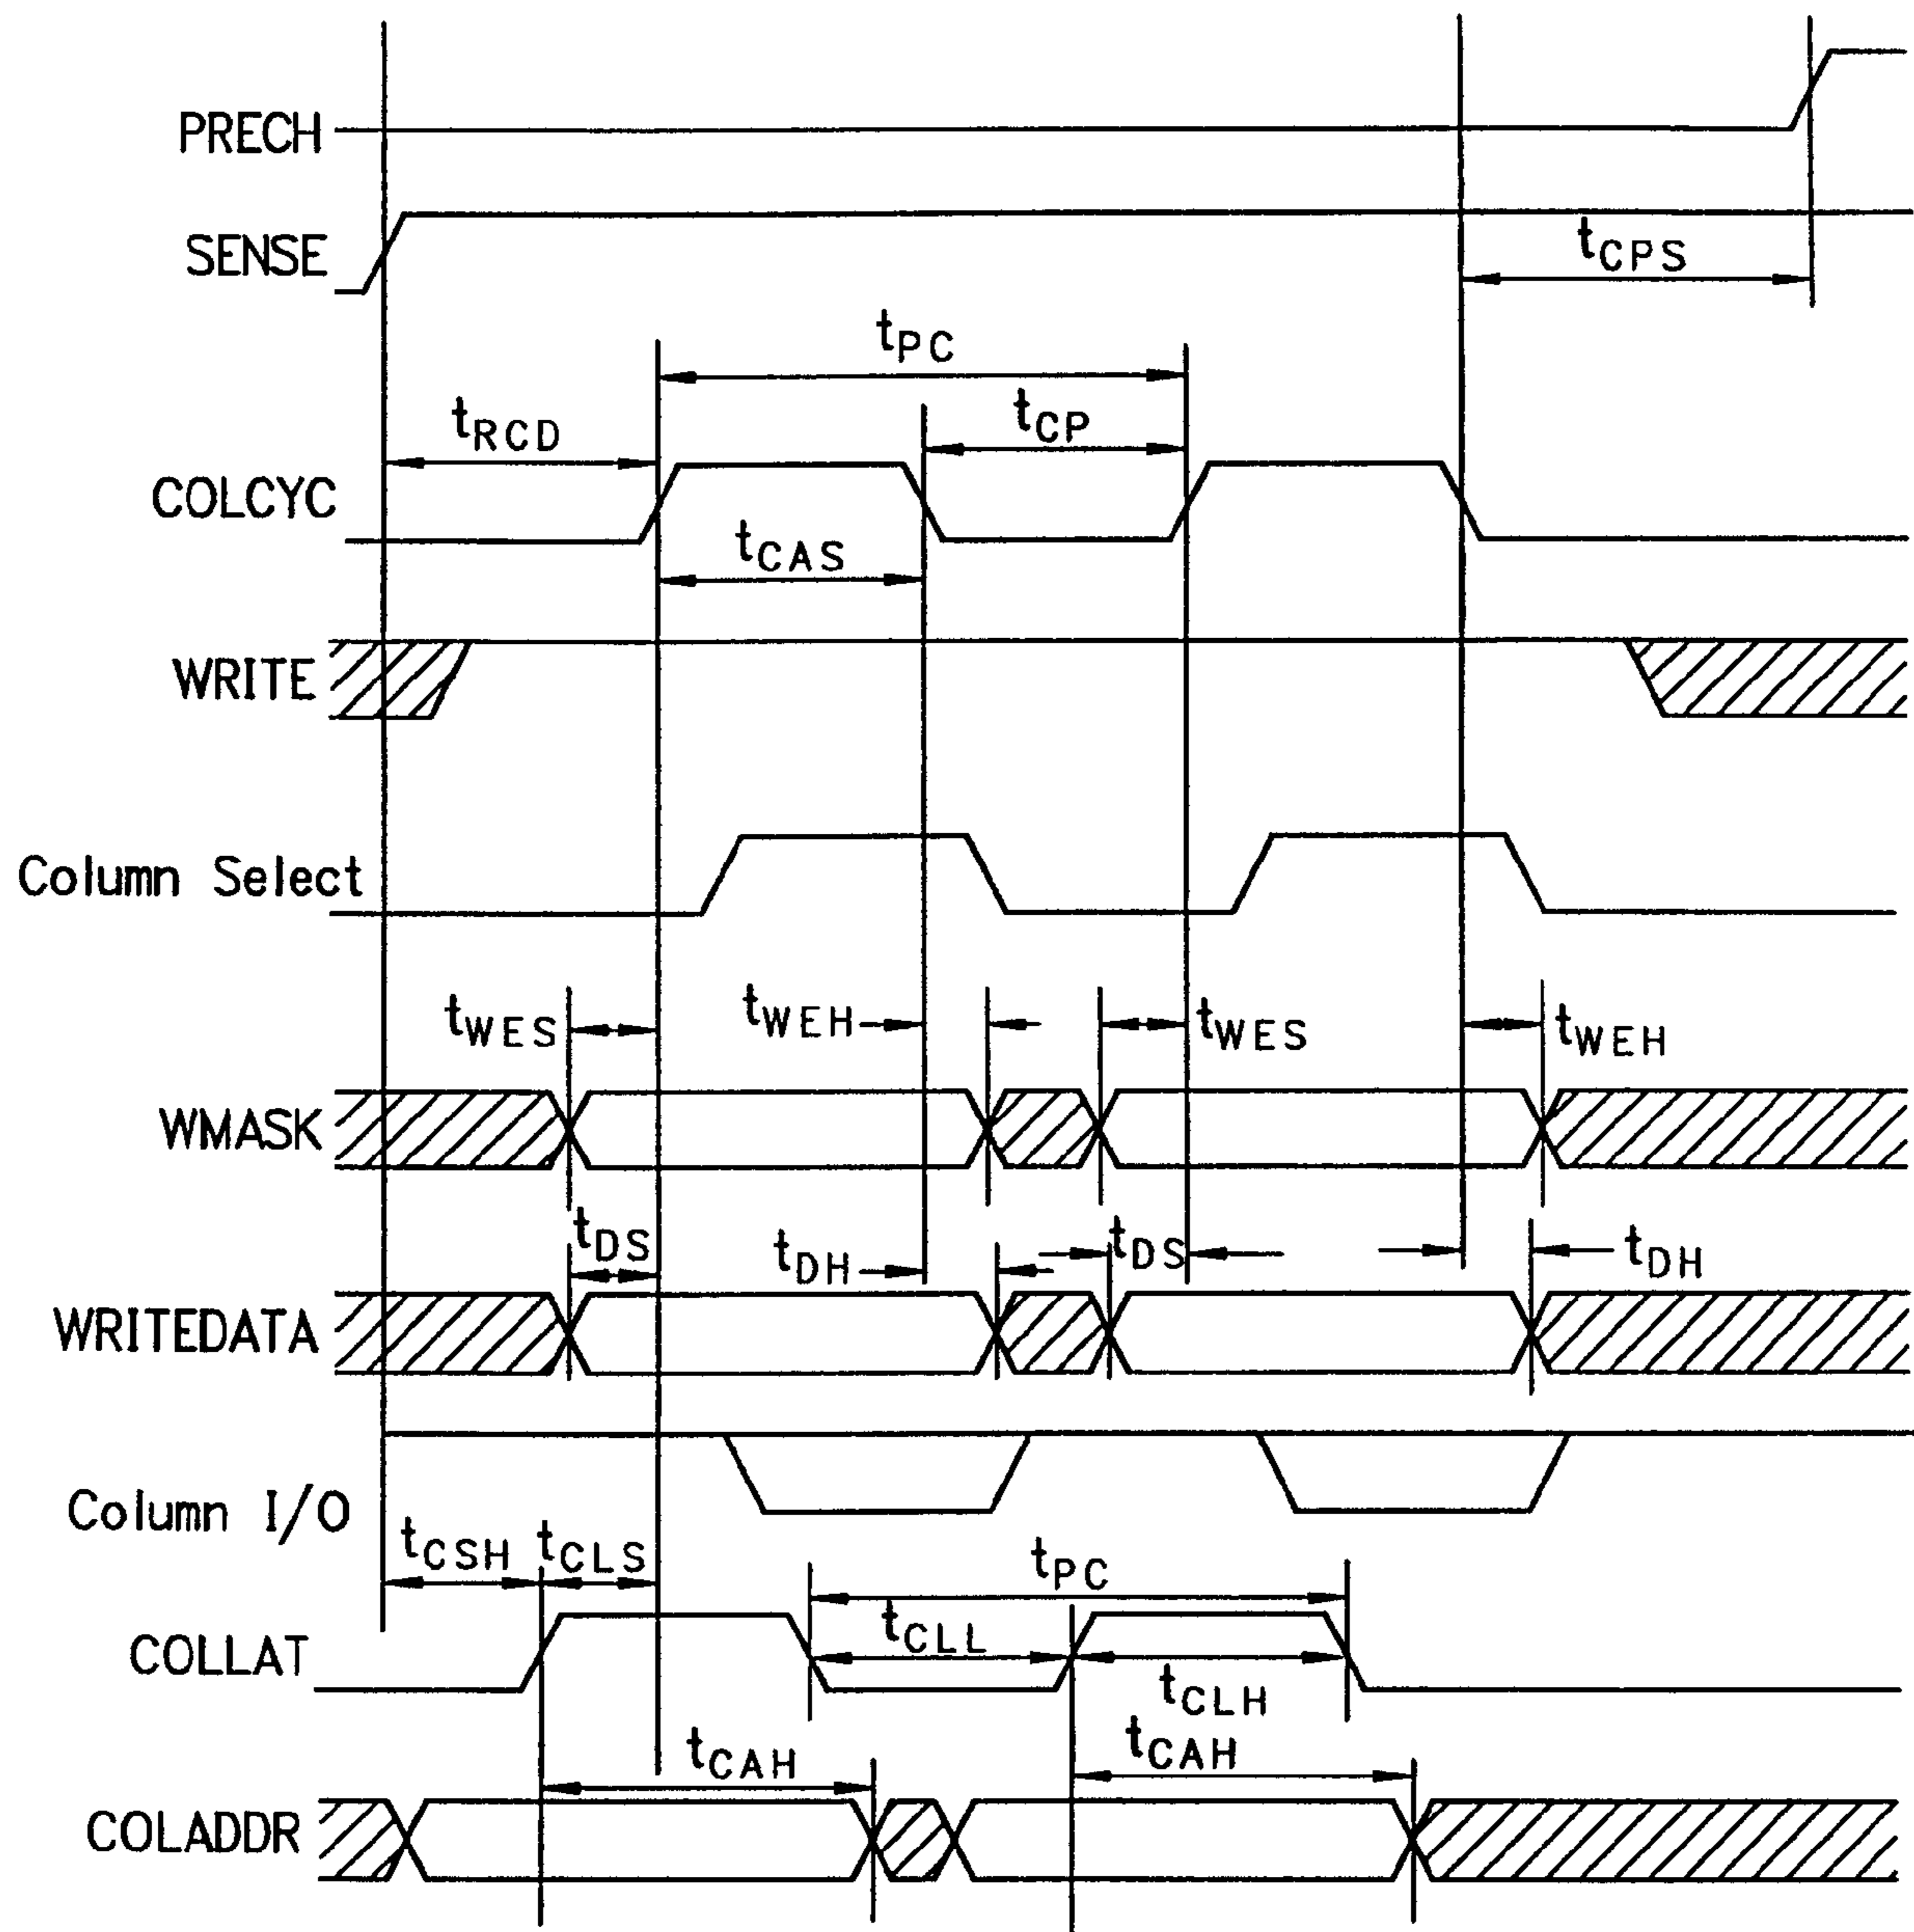 PRECH
SENSE
tCPS
tPC
tRCD
tCP
COLCYC
tCAS
WRITE
Column Select
tWES
tWEH
tWES
tWEH
WMASK
tDS
tDH
tDS
tDH
WRITEDATA
Column I/O
tCSH
tCLS
tPC
COLLAT
tCLL
tCLH
tCAH
tCAH
COLADDR